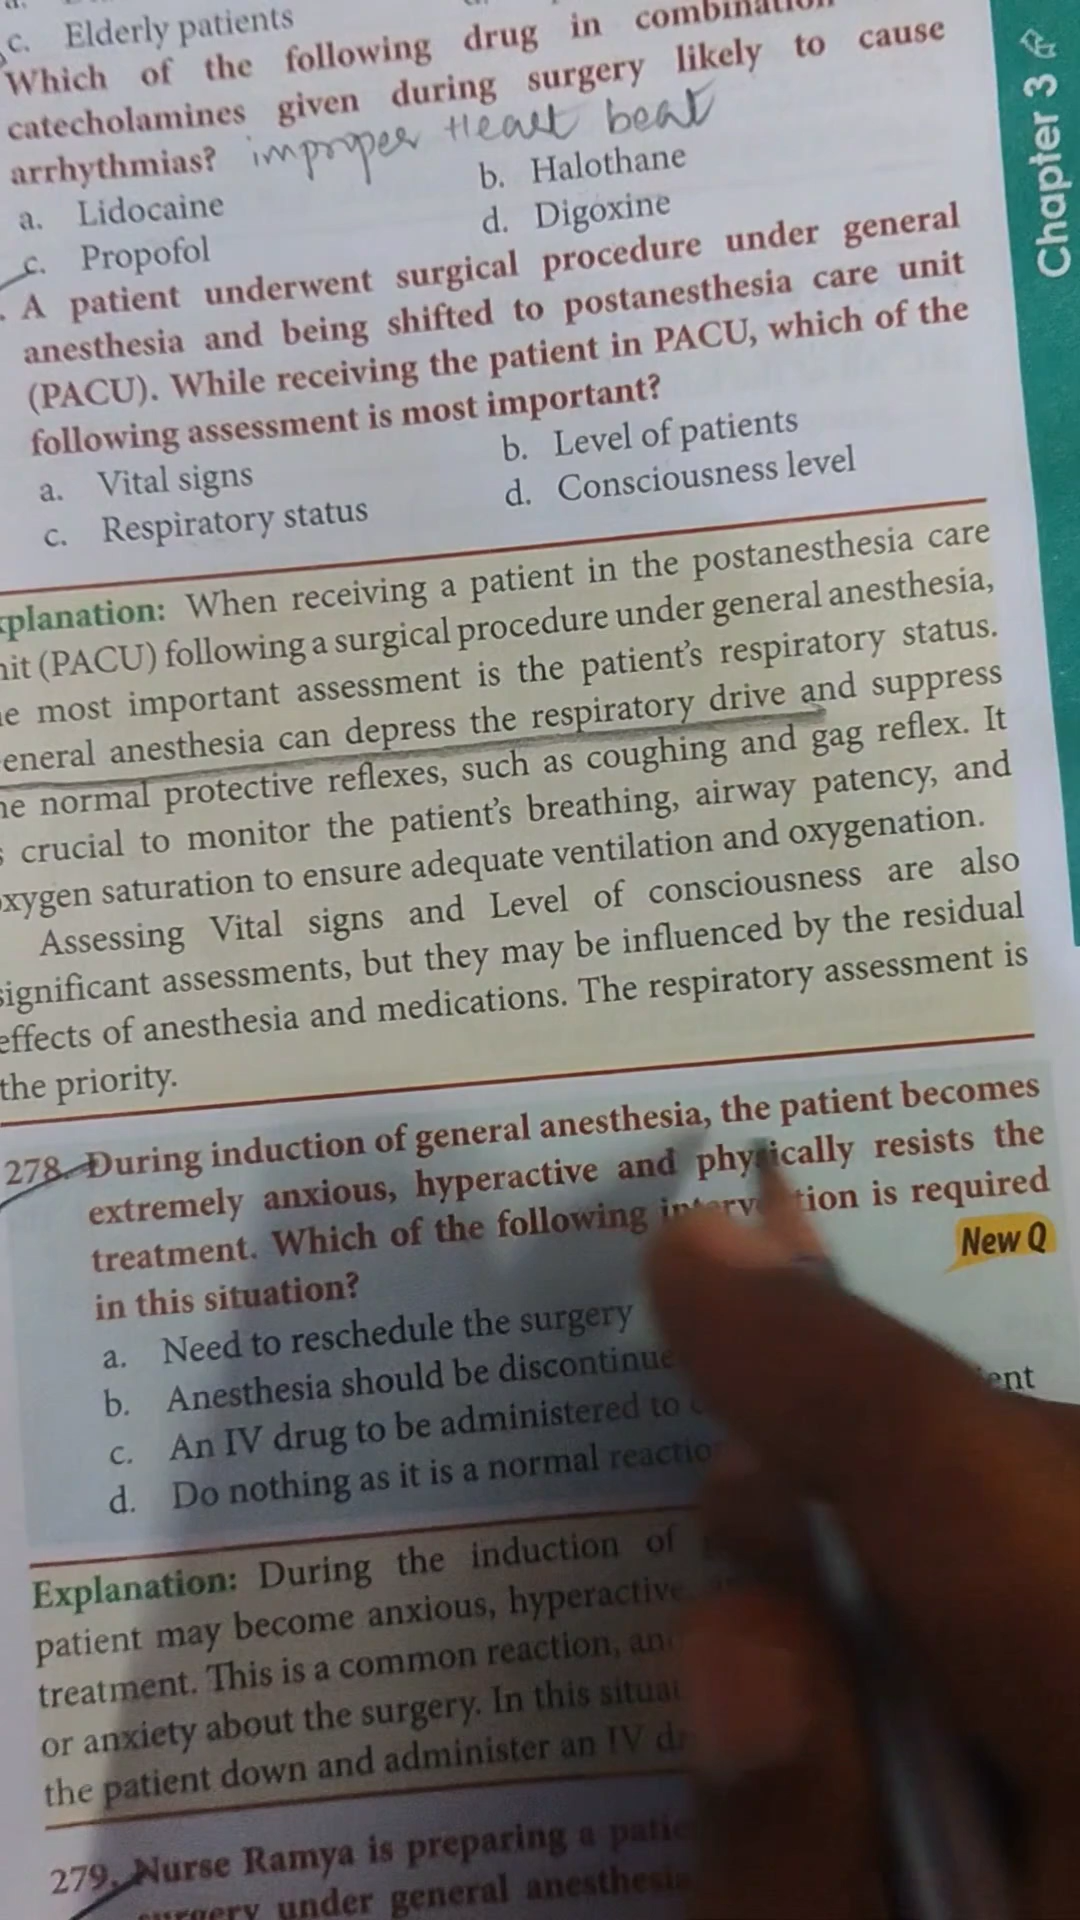 c. Elderly patients
Which of the following drug in combination
catecholamines given during surgery likely to cause
arrhythmias? improper Heart beat
a. Lidocaine b. Halothane
c. Propofol d. Digoxine
A patient underwent surgical procedure under general
anesthesia and being shifted to postanesthesia care unit
(PACU). While receiving the patient in PACU, which of the
following assessment is most important?
a. Vital signs b. Level of patients
c. Respiratory status d. Consciousness level
xplanation: When receiving a patient in the postanesthesia care
nit (PACU) following a surgical procedure under general anesthesia,
e most important assessment is the patient's respiratory status.
eneral anesthesia can depress the respiratory drive and suppress
he normal protective reflexes, such as coughing and gag reflex. It
s crucial to monitor the patient's breathing, airway patency, and
oxygen saturation to ensure adequate ventilation and oxygenation.
Assessing Vital signs and Level of consciousness are also
significant assessments, but they may be influenced by the residual
effects of anesthesia and medications. The respiratory assessment is
the priority.
278. During induction of general anesthesia, the patient becomes
extremely anxious, hyperactive and physically resists the
treatment. Which of the following intervention is required
in this situation?
New Q
a. Need to reschedule the surgery
b. Anesthesia should be discontinue
c. An IV drug to be administered to ent
d. Do nothing as it is a normal reactio
Explanation: During the induction of
patient may become anxious, hyperactive
treatment. This is a common reaction, an
or anxiety about the surgery. In this situat
the patient down and administer an IV d
279. Nurse Ramya is preparing a patie
surgery under general anesthesia
Chapter 3